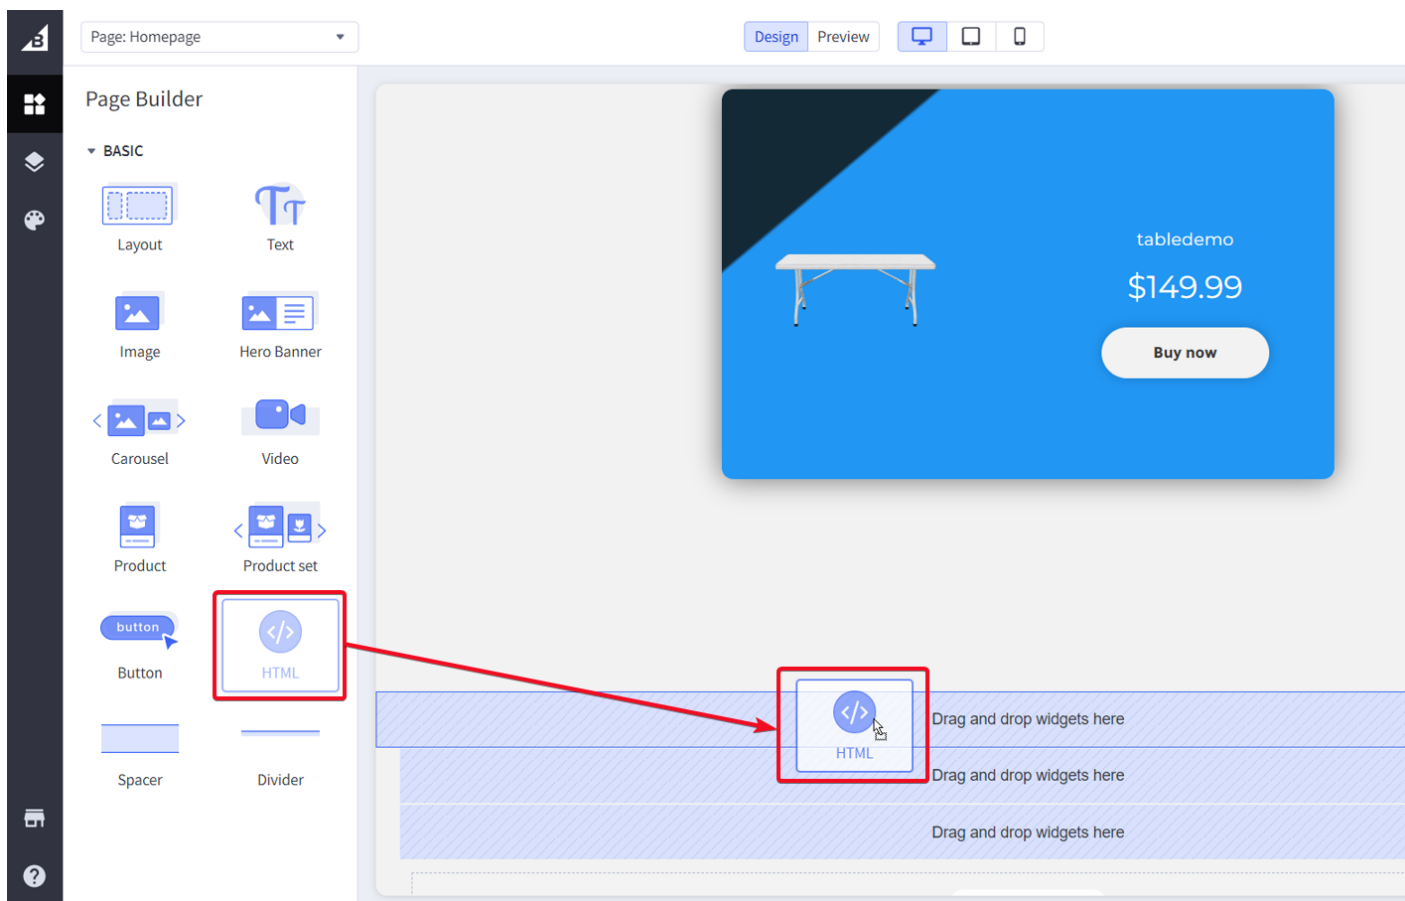 B
Page: Homepage
Design
Preview
Page Builder
BASIC
Layout
Text
Image
Hero Banner
Carousel
Video
Product
Product set
button
Button
</>
HTML
Spacer
Divider
tabledemo
$149.99
Buy now
</>
HTML
Drag and drop widgets here
Drag and drop widgets here
Drag and drop widgets here